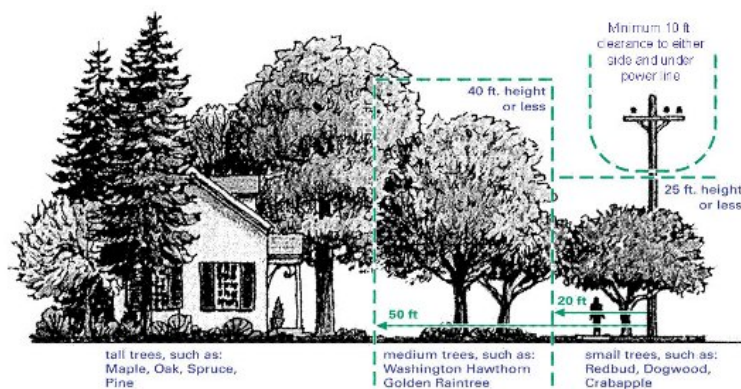 Minimum 10 ft
clearance to either
side and under
power line
40 ft. height
or less
25 ft. height
or less
50 ft
20 ft
tall trees, such as:
Maple, Oak, Spruce,
Pine
medium trees, such as:
Washington Hawthorn
Golden Raintree
small trees, such as:
Redbud, Dogwood,
Crabapple